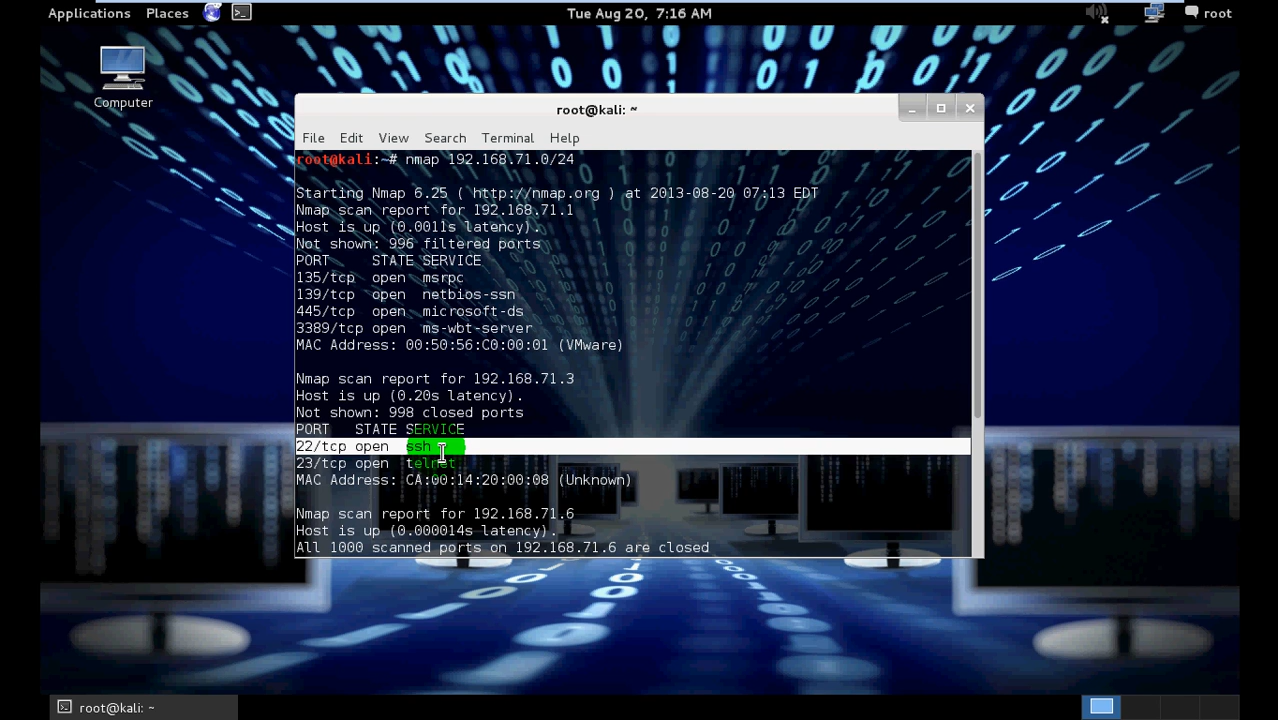 Applications Places Tue Aug 20, 7:16 AM root
Computer
root@kali: ~
File Edit View Search Terminal Help
root@kali:~# nmap 192.168.71.0/24
Starting Nmap 6.25 ( http://nmap.org ) at 2013-08-20 07:13 EDT
Nmap scan report for 192.168.71.1
Host is up (0.0011s latency).
Not shown: 996 filtered ports
PORT     STATE SERVICE
135/tcp  open  msrpc
139/tcp  open  netbios-ssn
445/tcp  open  microsoft-ds
3389/tcp open  ms-wbt-server
MAC Address: 00:50:56:C0:00:01 (VMware)
Nmap scan report for 192.168.71.3
Host is up (0.20s latency).
Not shown: 998 closed ports
PORT   STATE SERVICE
22/tcp open  ssh
23/tcp open  telnet
MAC Address: CA:00:14:20:00:08 (Unknown)
Nmap scan report for 192.168.71.6
Host is up (0.000014s latency).
All 1000 scanned ports on 192.168.71.6 are closed
root@kali: ~